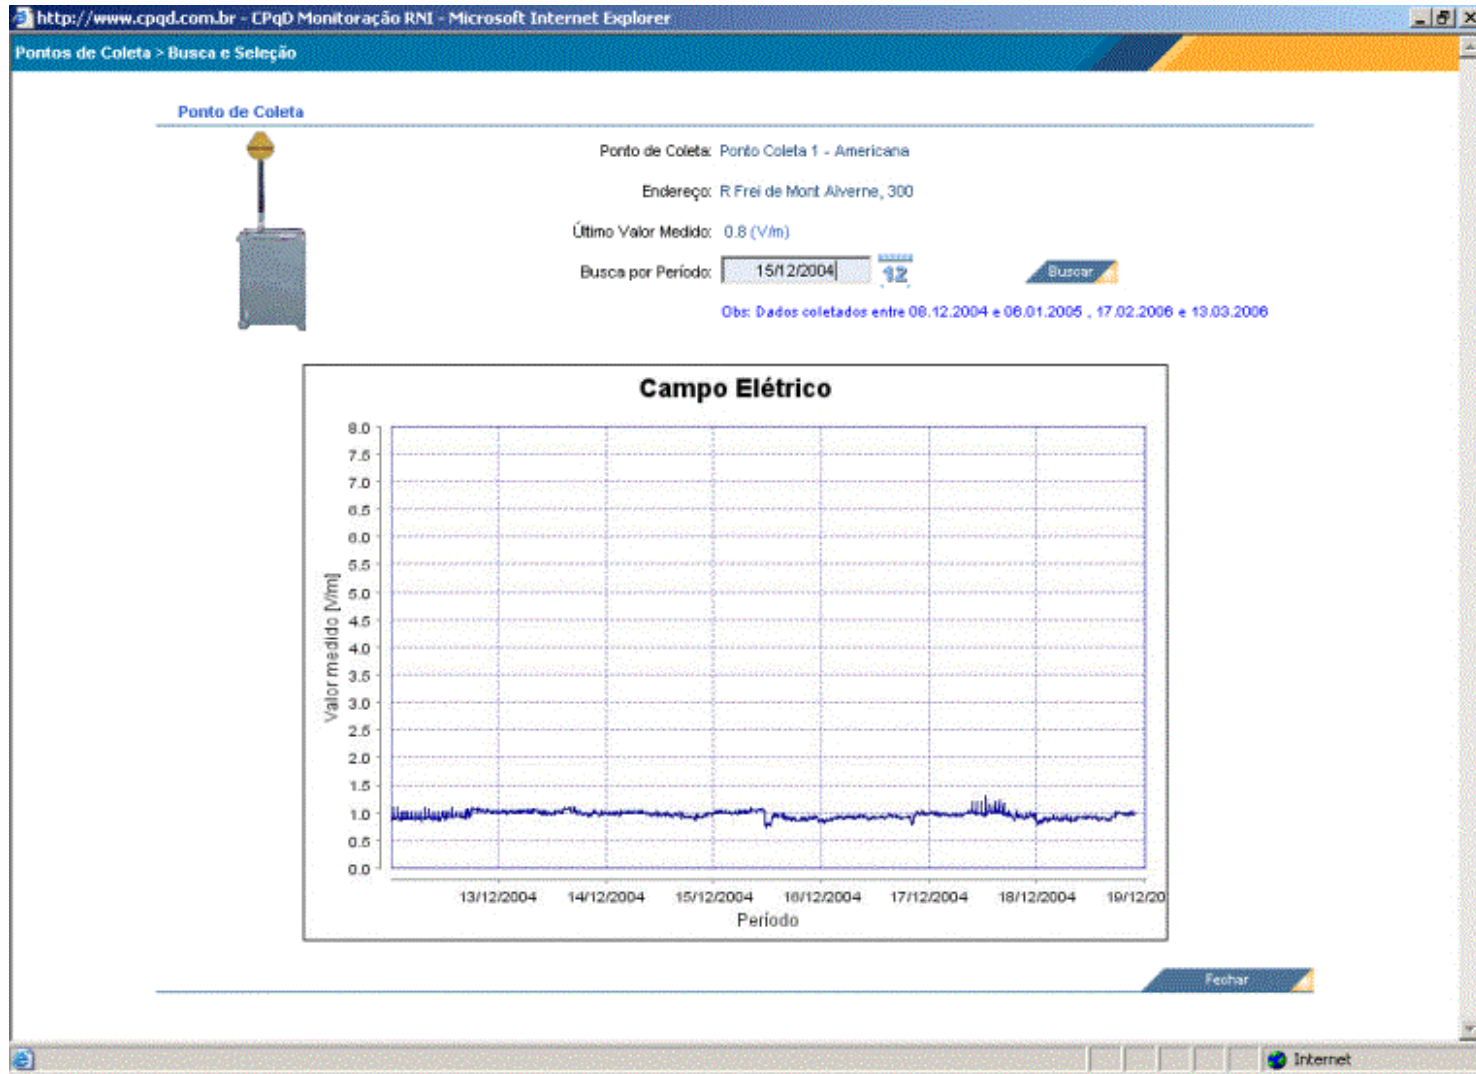 http://www.cpqd.com.br - CPqD Monitoração RNI - Microsoft Internet Explorer
Pontos de Coleta > Busca e Seleção
Ponto de Coleta
Ponto de Coleta: Ponto Coleta 1 - Americana
Endereço: R Frei de Mont Alverne, 300
Último Valor Medido: 0.8 (V/m)
Busca por Período: 15/12/2004 12 Buscar
Obs: Dados coletados entre 08.12.2004 e 06.01.2005 , 17.02.2006 e 13.03.2006
Campo Elétrico
8.0
7.5
7.0
6.5
6.0
5.5
5.0
4.5
4.0
3.5
3.0
2.5
2.0
1.5
1.0
0.5
0.0
Valor medido [V/m]
13/12/2004 14/12/2004 15/12/2004 16/12/2004 17/12/2004 18/12/2004 19/12/20
Período
Fechar
Internet